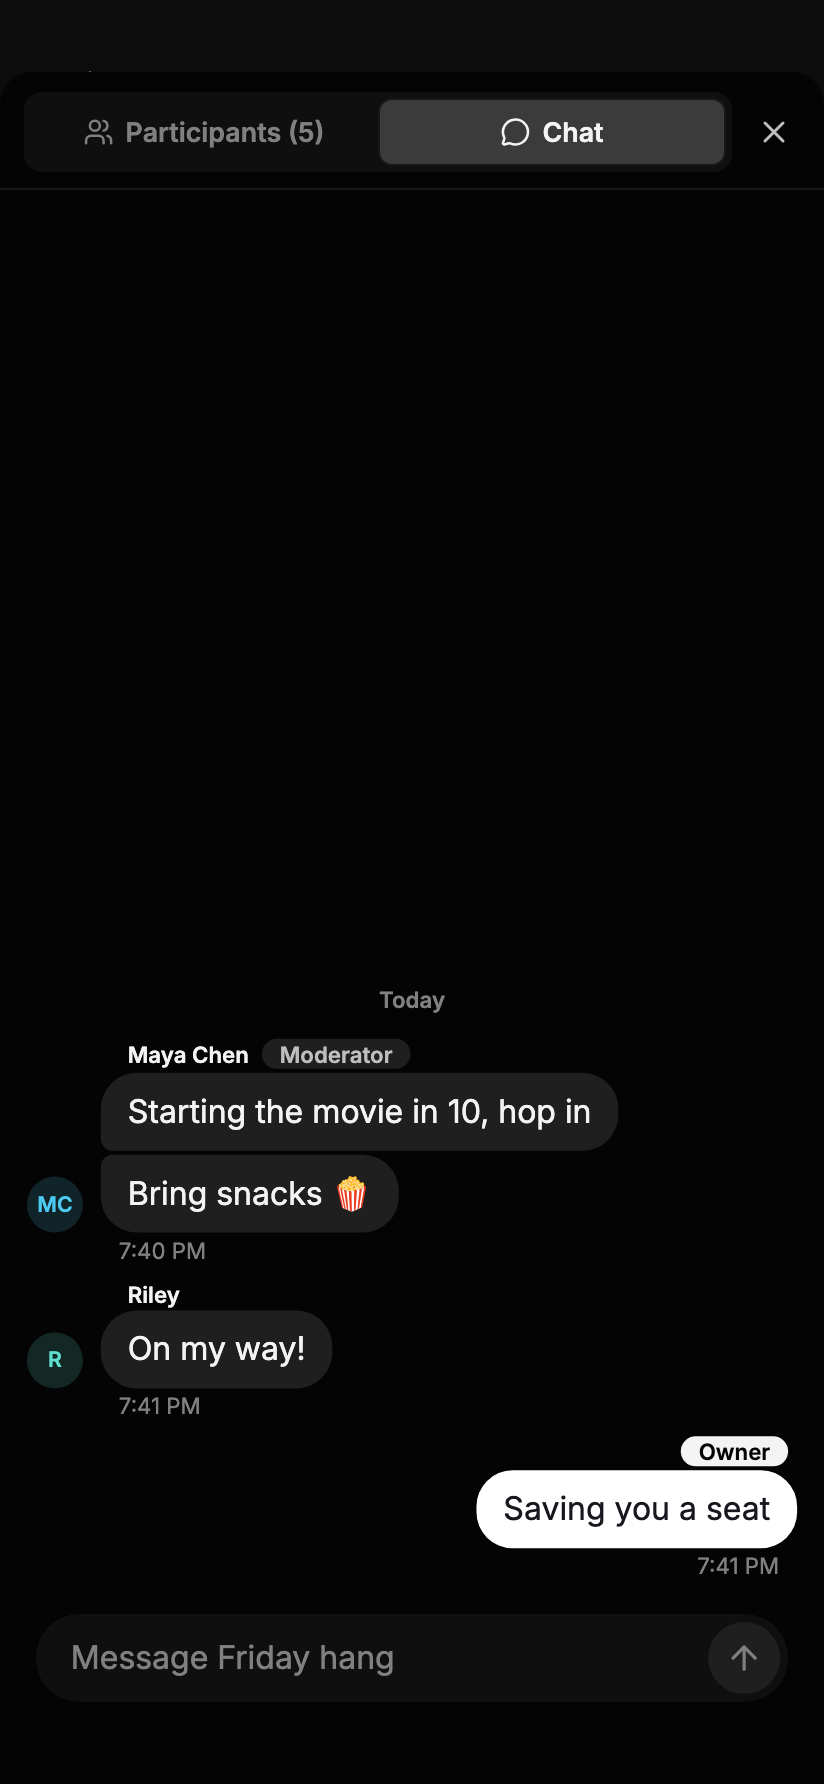 Participants (5)
Chat
Today
Maya Chen Moderator
Starting the movie in 10, hop in
MC
Bring snacks 🍿
7:40 PM
Riley
R
On my way!
7:41 PM
Owner
Saving you a seat
7:41 PM
Message Friday hang